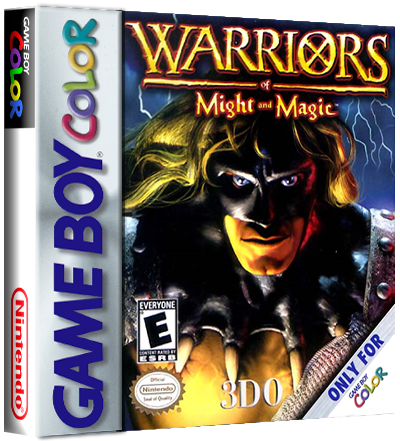 GAME BOY
COLOR
Nintendo
GAME BOY
COLOR
WARRIORS
of
Might and Magic™
EVERYONE
E
CONTENT RATED BY
ESRB
Official
Nintendo
Seal of Quality
3DO
ONLY FOR
GAME BOY
COLOR